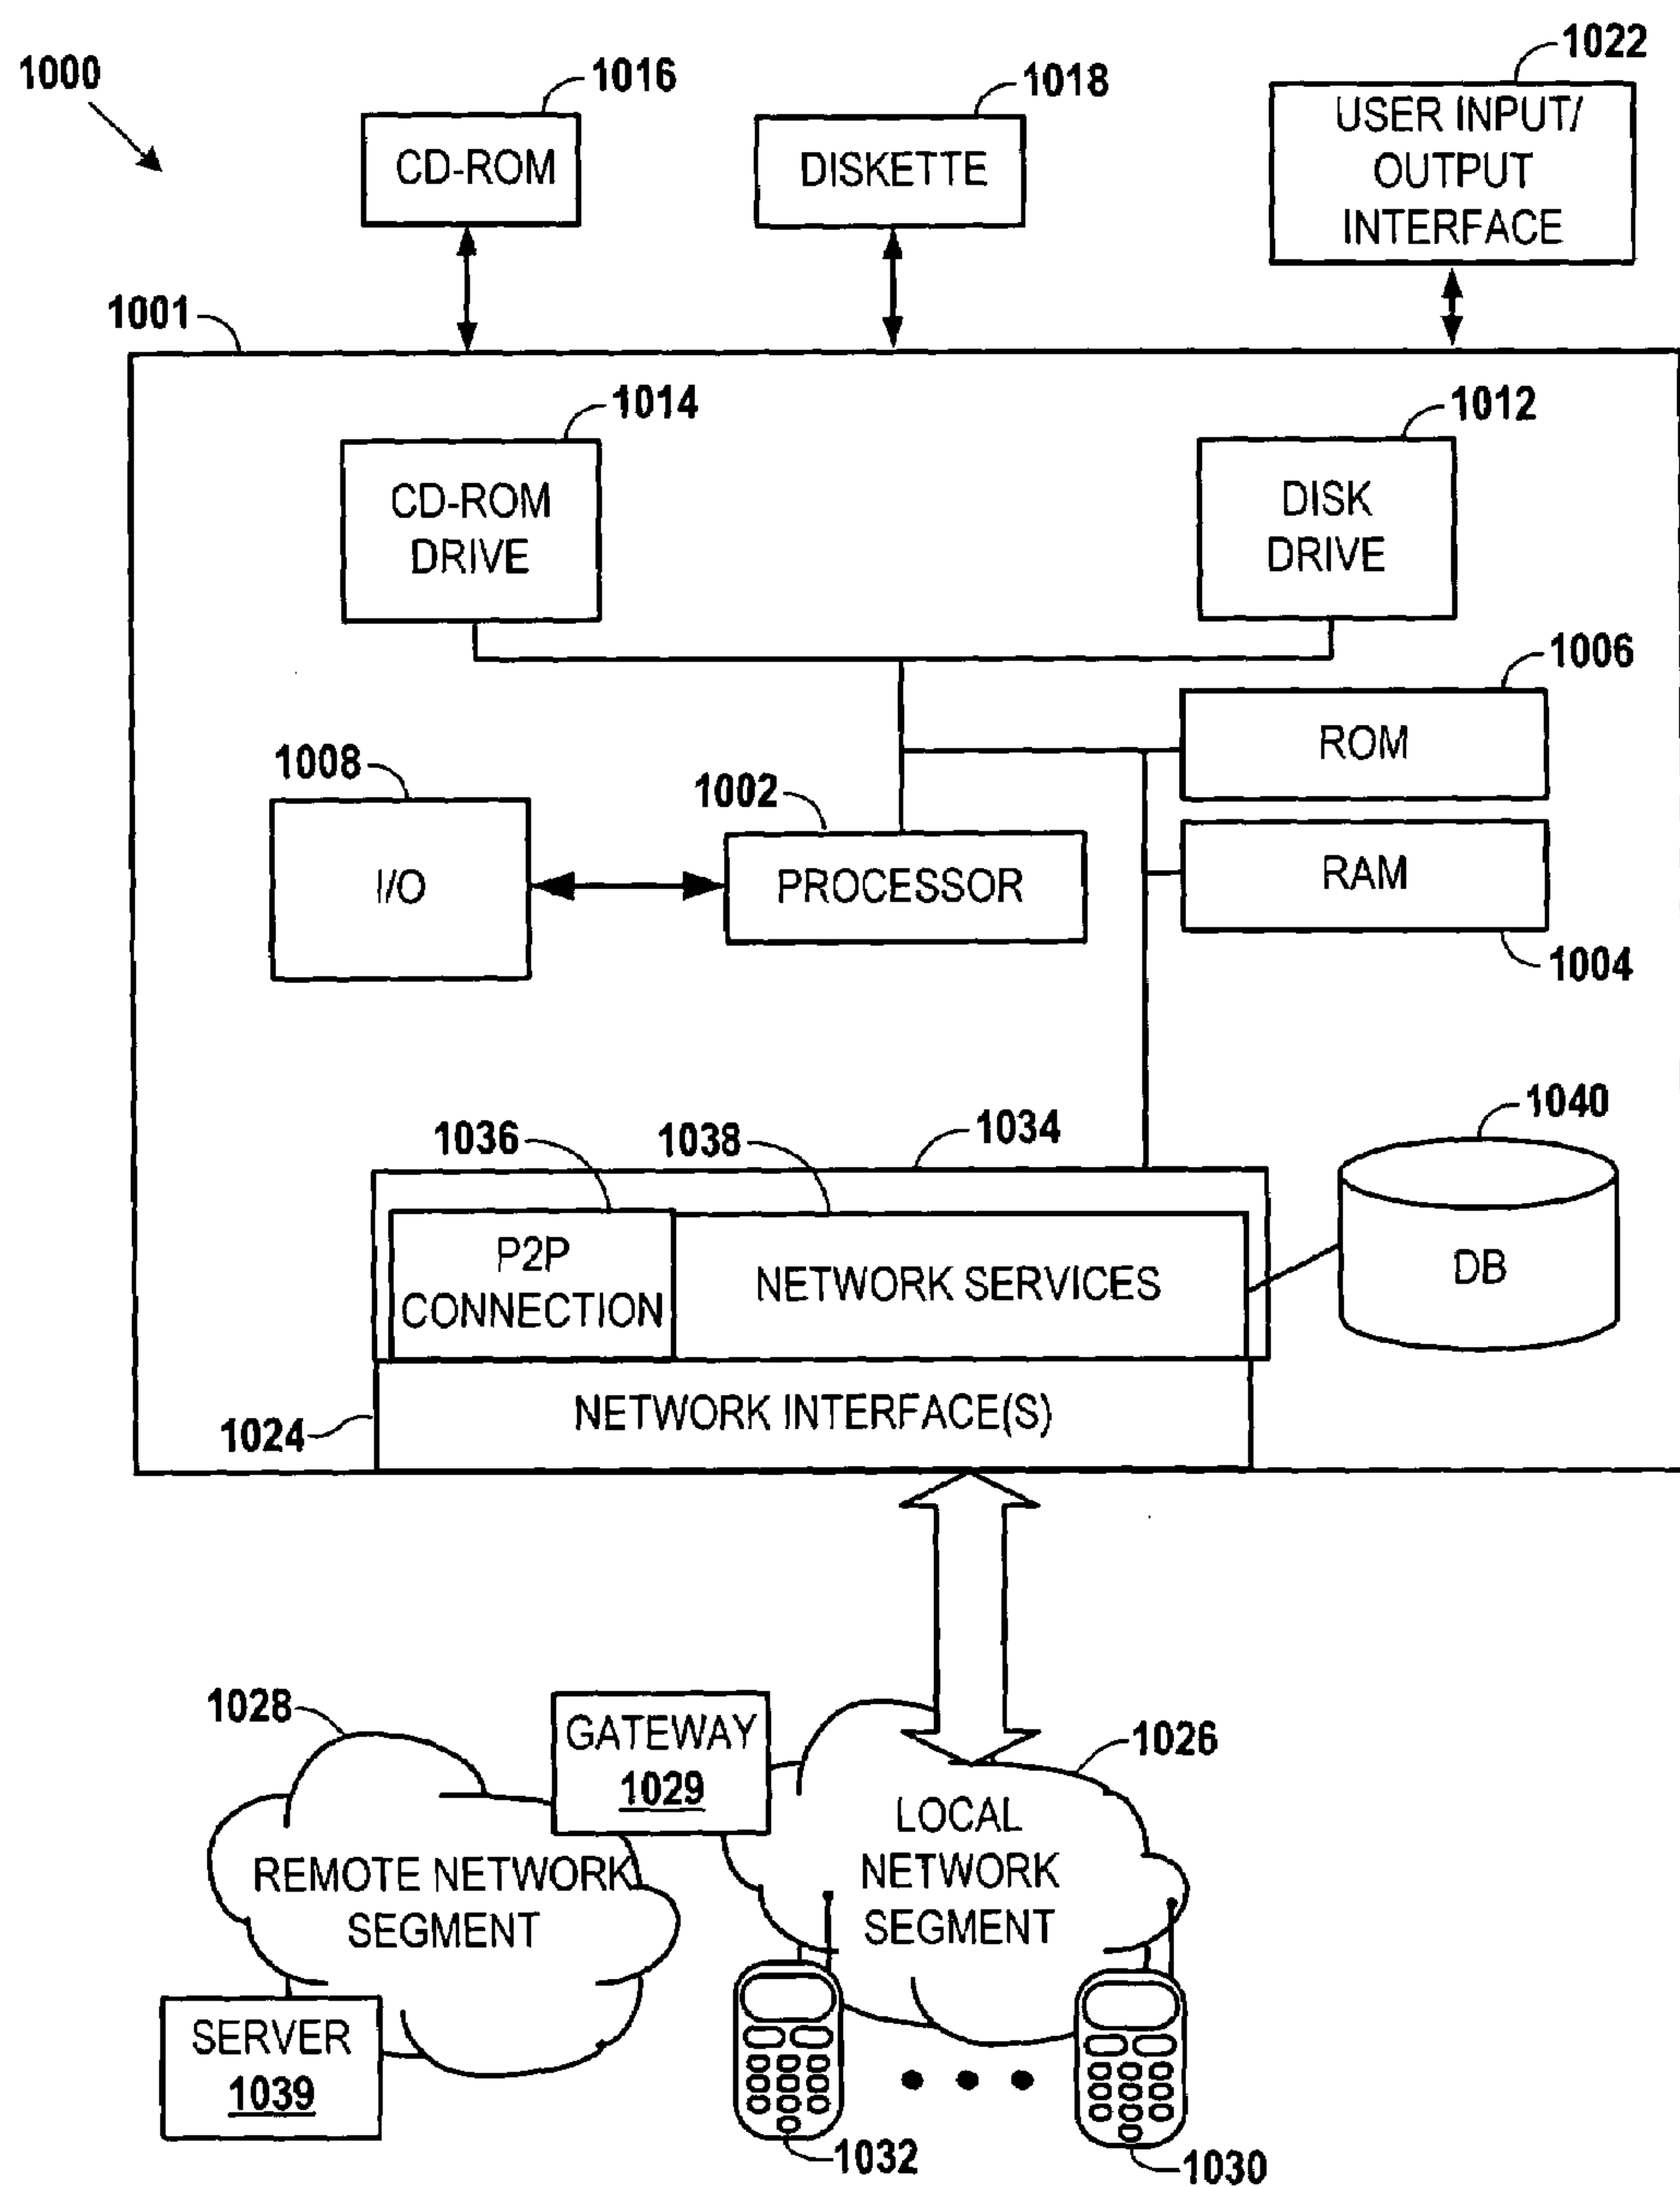 1000
1016
CD-ROM
1018
DISKETTE
1022
USER INPUT/
OUTPUT
INTERFACE
1001
1014
CD-ROM
DRIVE
1012
DISK
DRIVE
1006
ROM
1008
I/O
1002
PROCESSOR
RAM
1004
1036
1038
1034
1040
P2P
CONNECTION
NETWORK SERVICES
DB
1024
NETWORK INTERFACE(S)
1028
GATEWAY
1029
1026
REMOTE NETWORK
SEGMENT
LOCAL
NETWORK
SEGMENT
SERVER
1039
1032
1030